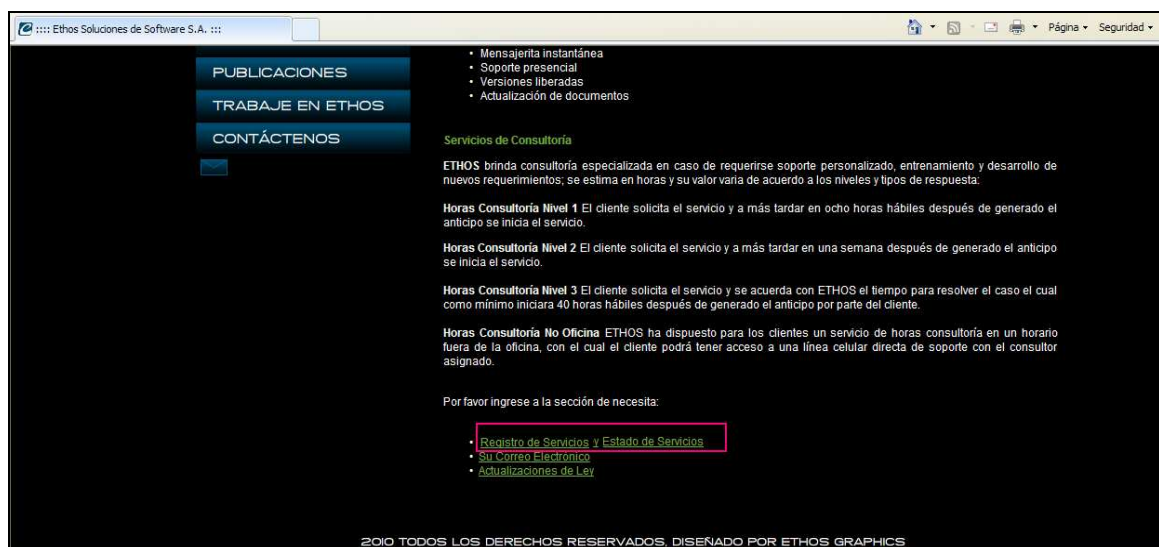 :::: Ethos Soluciones de Software S.A. :::
Página
Seguridad
PUBLICACIONES
TRABAJE EN ETHOS
CONTÁCTENOS
• Mensajerita instantánea
• Soporte presencial
• Versiones liberadas
• Actualización de documentos
Servicios de Consultoría
ETHOS brinda consultoría especializada en caso de requerirse soporte personalizado, entrenamiento y desarrollo de
nuevos requerimientos; se estima en horas y su valor varia de acuerdo a los niveles y tipos de respuesta:
Horas Consultoría Nivel 1 El cliente solicita el servicio y a más tardar en ocho horas hábiles después de generado el
anticipo se inicia el servicio.
Horas Consultoría Nivel 2 El cliente solicita el servicio y a más tardar en una semana después de generado el anticipo
se inicia el servicio.
Horas Consultoría Nivel 3 El cliente solicita el servicio y se acuerda con ETHOS el tiempo para resolver el caso el cual
como mínimo iniciara 40 horas hábiles después de generado el anticipo por parte del cliente.
Horas Consultoría No Oficina ETHOS ha dispuesto para los clientes un servicio de horas consultoría en un horario
fuera de la oficina, con el cual el cliente podrá tener acceso a una línea celular directa de soporte con el consultor
asignado.
Por favor ingrese a la sección de necesita:
• Registro de Servicios y Estado de Servicios
• Su Correo Electrónico
• Actualizaciones de Ley
2010 TODOS LOS DERECHOS RESERVADOS, DISEÑADO POR ETHOS GRAPHICS